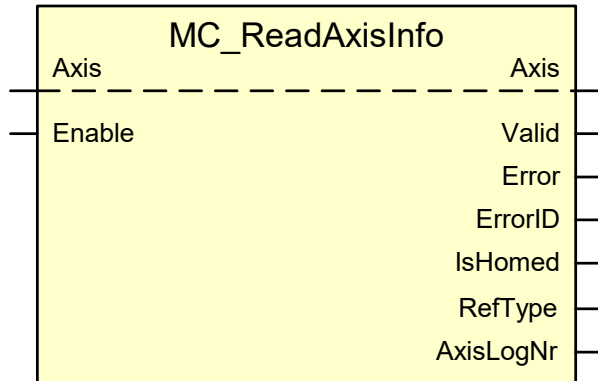 MC_ReadAxisInfo
Axis Axis
Enable Valid
Error
ErrorID
IsHomed
RefType
AxisLogNr